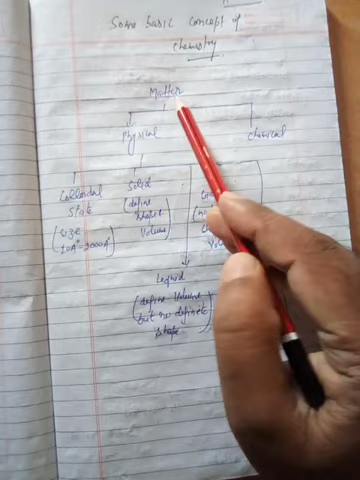 Some basic concept of
chemistry
Matter
Physical
chemical
Colloidal
state
(size
10A°-3000A°)
Solid
(define
shape
Volume)
Liquid
(define Volume
but no definete
shape)